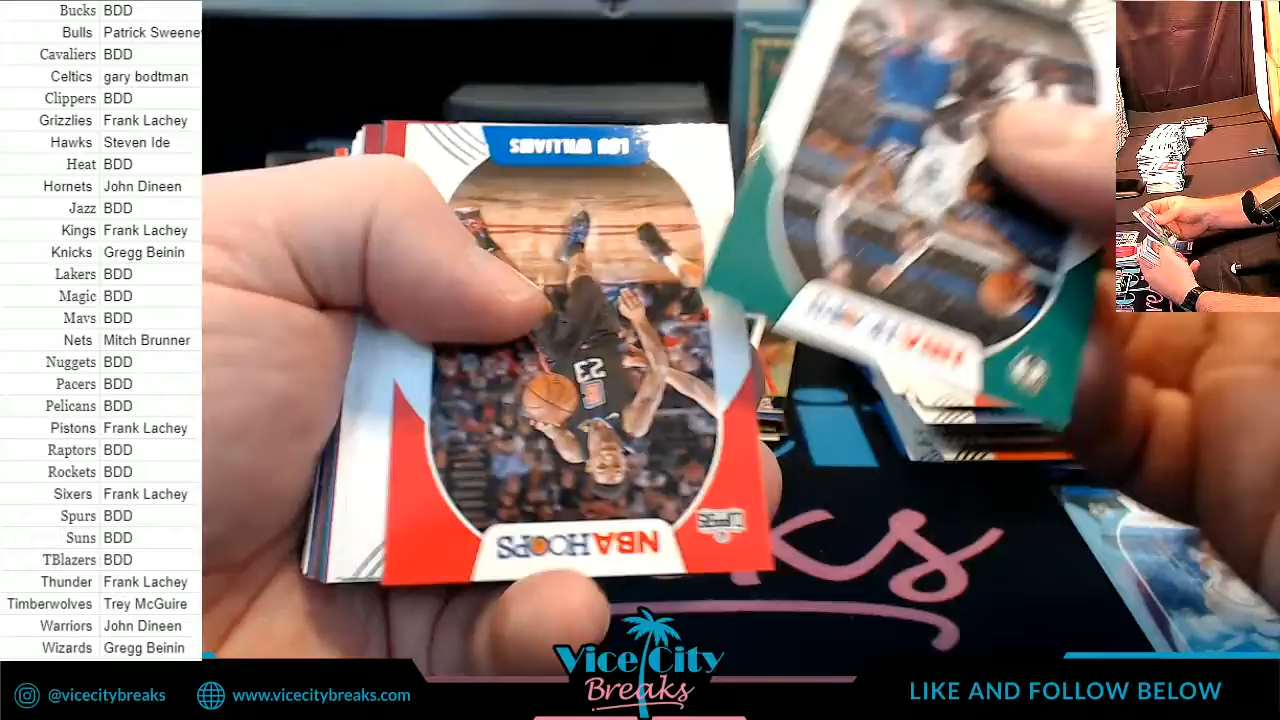 Bucks BDD
Bulls Patrick Sweeney
Cavaliers BDD
Celtics gary bodtman
Clippers BDD
Grizzlies Frank Lachey
Hawks Steven Ide
Heat BDD
Hornets John Dineen
Jazz BDD
Kings Frank Lachey
Knicks Gregg Beinin
Lakers BDD
Magic BDD
Mavs BDD
Nets Mitch Brunner
Nuggets BDD
Pacers BDD
Pelicans BDD
Pistons Frank Lachey
Raptors BDD
Rockets BDD
Sixers Frank Lachey
Spurs BDD
Suns BDD
TBlazers BDD
Thunder Frank Lachey
Timberwolves Trey McGuire
Warriors John Dineen
Wizards Gregg Beinin
LOU WILLIAMS
23
CLIPPERS
NBA HOOPS
Vice City
Breaks
@vicecitybreaks
www.vicecitybreaks.com
LIKE AND FOLLOW BELOW